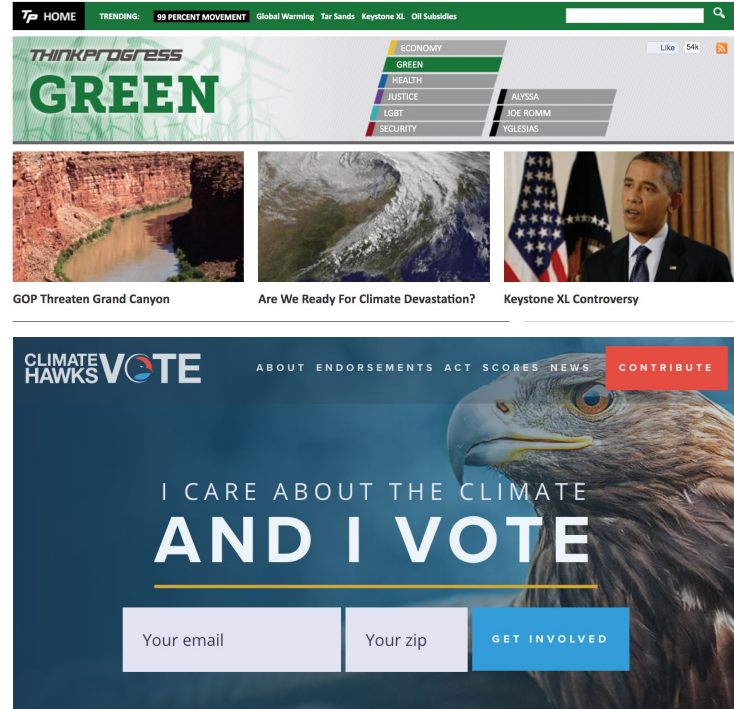 TP HOME TRENDING: 99 PERCENT MOVEMENT Global Warming Tar Sands Keystone XL Oil Subsidies
THINKPROGRESS
GREEN
ECONOMY
GREEN
HEALTH
JUSTICE
LGBT
SECURITY
ALYSSA
JOE ROMM
YGLESIAS
Like 54k
GOP Threaten Grand Canyon
Are We Ready For Climate Devastation?
Keystone XL Controversy
CLIMATE
HAWKS VOTE
ABOUT ENDORSEMENTS ACT SCORES NEWS CONTRIBUTE
I CARE ABOUT THE CLIMATE
AND I VOTE
Your email Your zip GET INVOLVED